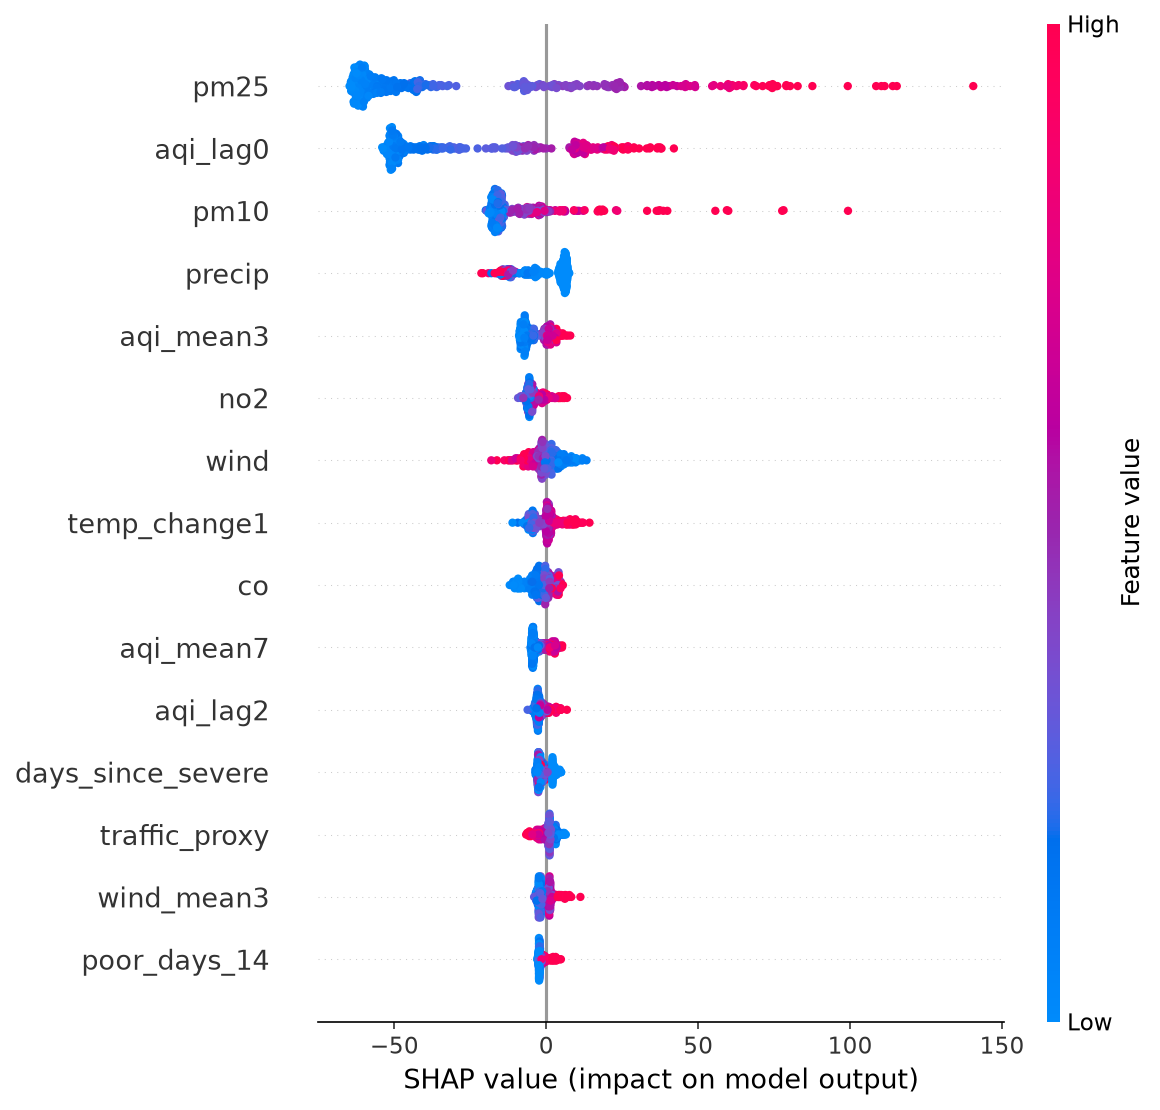 High
pm25
aqi_lag0
pm10
precip
aqi_mean3
no2
wind
temp_change1
co
aqi_mean7
aqi_lag2
days_since_severe
traffic_proxy
wind_mean3
poor_days_14
Feature value
Low
−50 0 50 100 150
SHAP value (impact on model output)